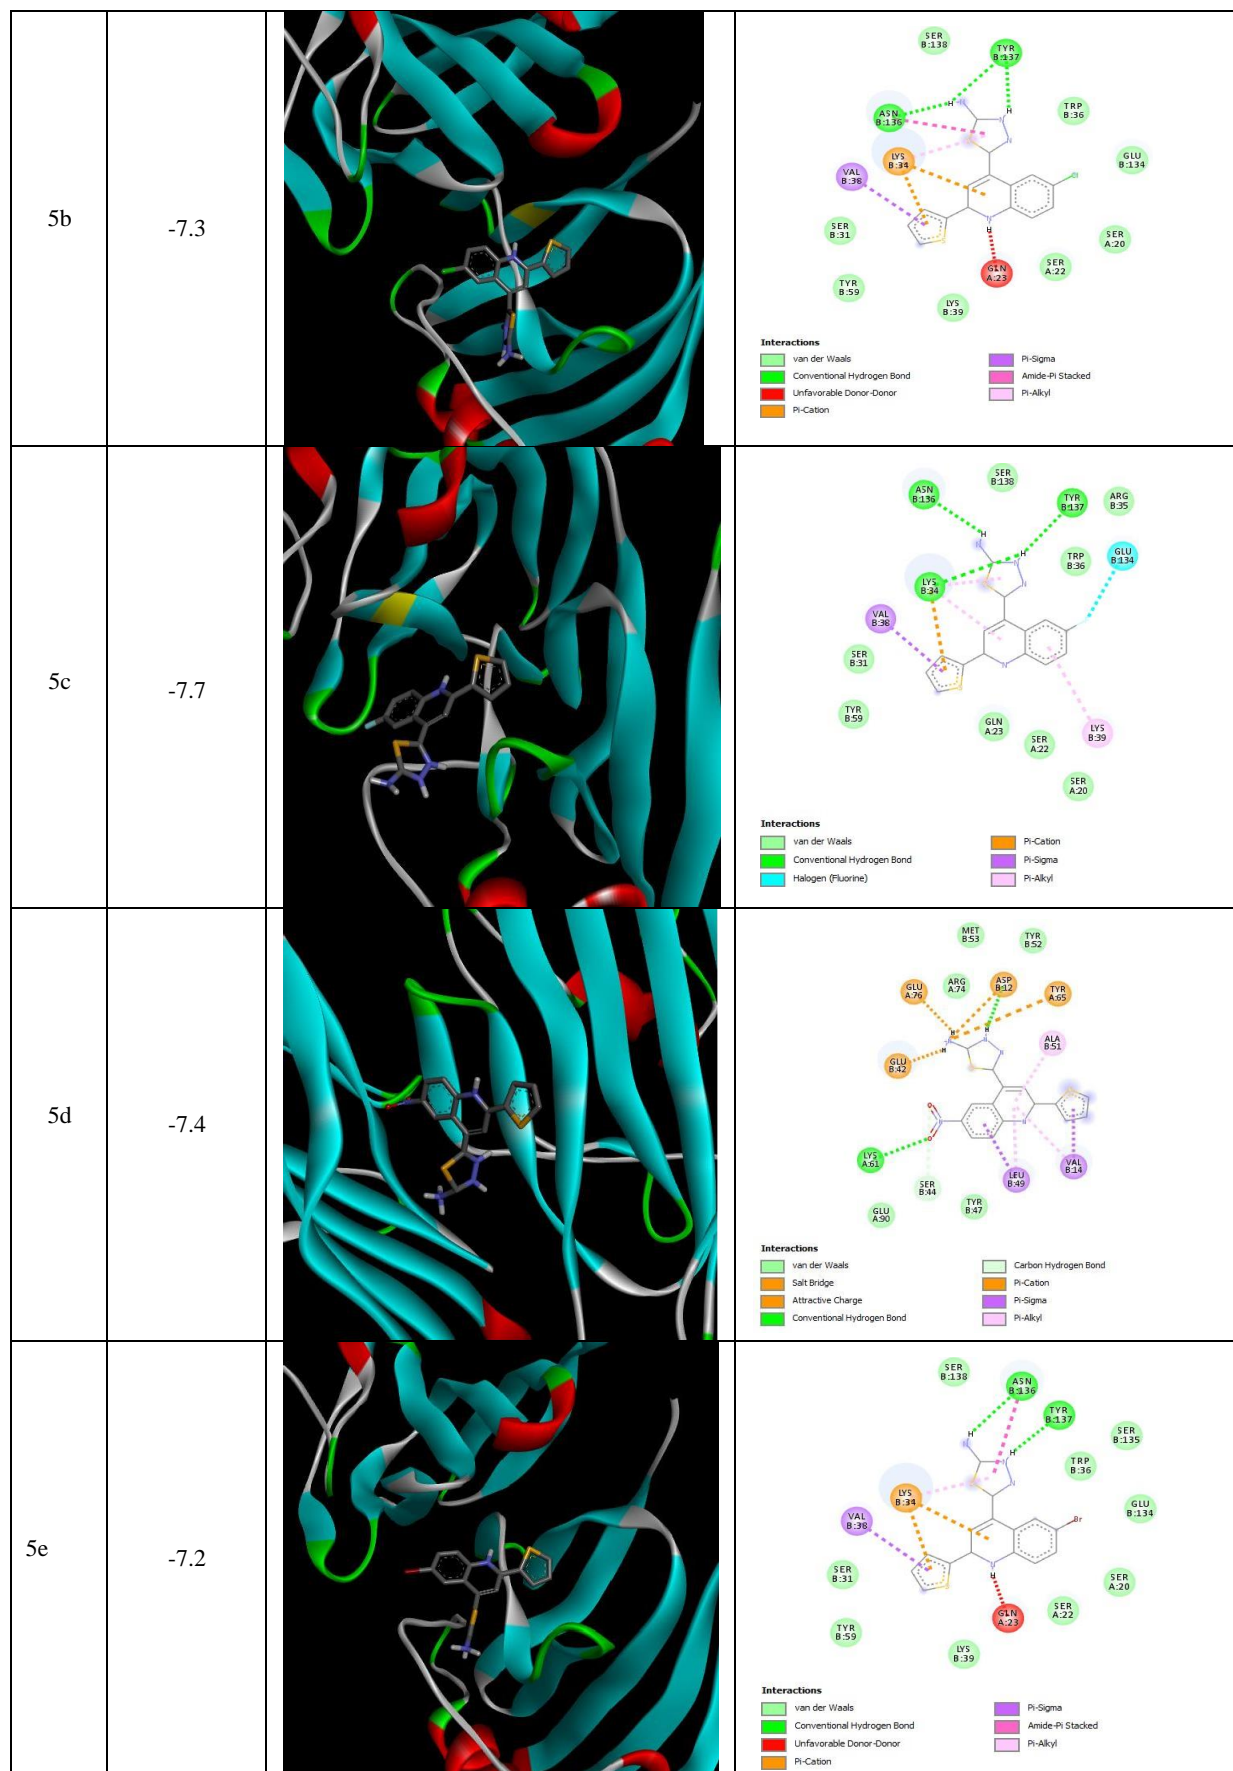 5b
-7.3
SER
B:138
TYR
B:137
ASN
B:136
TRP
B:36
LYS
B:34
GLU
B:134
VAL
B:38
Cl
SER
B:31
SER
A:20
SER
A:22
GLN
A:23
TYR
B:59
LYS
B:39
H
N
H
N
N
S
S
N
H
Interactions
van der Waals
Conventional Hydrogen Bond
Unfavorable Donor-Donor
Pi-Cation
Pi-Sigma
Amide-Pi Stacked
Pi-Alkyl
5c
-7.7
SER
B:138
ASN
B:136
TYR
B:137
ARG
B:35
GLU
B:134
TRP
B:36
LYS
B:34
VAL
B:38
SER
B:31
TYR
B:59
GLN
A:23
SER
A:22
LYS
B:39
SER
A:20
H
N
H
N
N
S
S
N
Interactions
van der Waals
Conventional Hydrogen Bond
Halogen (Fluorine)
Pi-Cation
Pi-Sigma
Pi-Alkyl
5d
-7.4
MET
B:53
TYR
B:52
GLU
A:76
ARG
A:74
ASP
B:12
TYR
A:65
ALA
B:51
GLU
B:42
LYS
A:61
SER
B:44
LEU
B:49
VAL
B:14
GLU
A:90
TYR
B:47
H
N
H
H
N
N
S
S
O
N
O
N
Interactions
van der Waals
Salt Bridge
Attractive Charge
Conventional Hydrogen Bond
Carbon Hydrogen Bond
Pi-Cation
Pi-Sigma
Pi-Alkyl
5e
-7.2
SER
B:138
ASN
B:136
TYR
B:137
SER
B:135
TRP
B:36
LYS
B:34
GLU
B:134
VAL
B:38
Br
SER
B:31
SER
A:20
SER
A:22
GLN
A:23
TYR
B:59
LYS
B:39
H
N
H
N
N
S
S
N
H
Interactions
van der Waals
Conventional Hydrogen Bond
Unfavorable Donor-Donor
Pi-Cation
Pi-Sigma
Amide-Pi Stacked
Pi-Alkyl